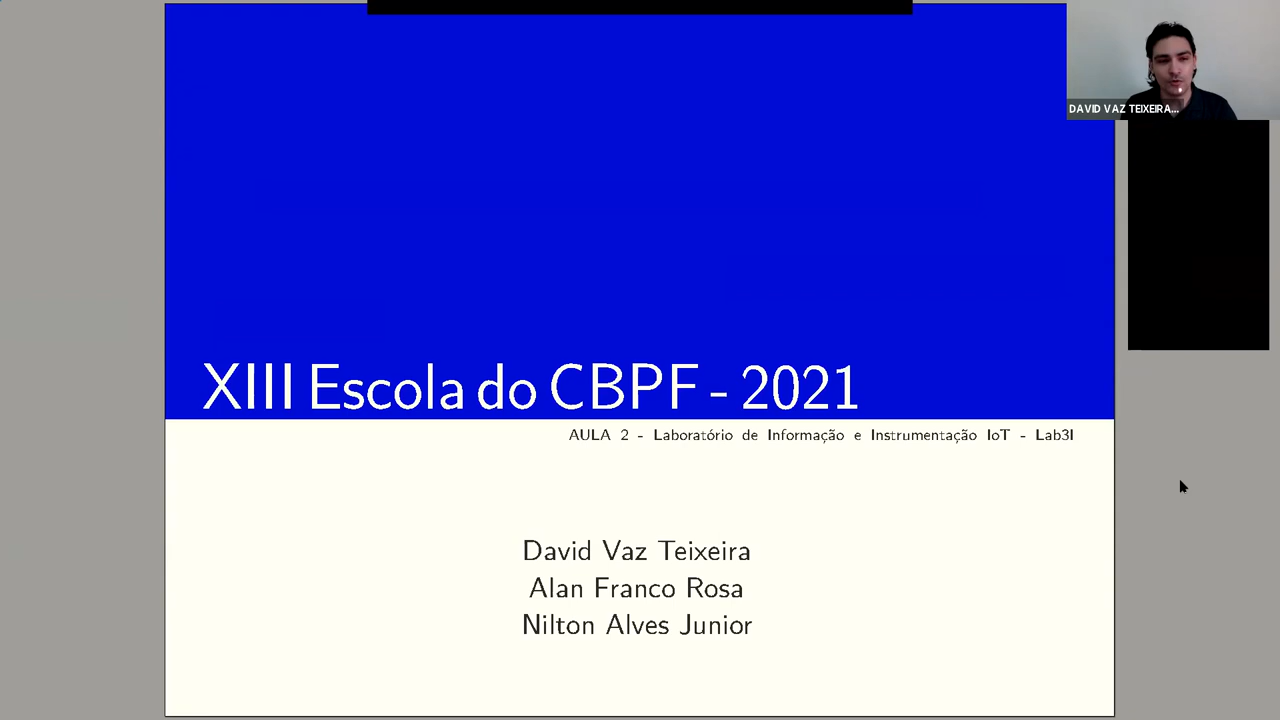 DAVID VAZ TEIXEIRA...
XIII Escola do CBPF - 2021
AULA 2 - Laboratório de Informação e Instrumentação IoT - Lab3I
David Vaz Teixeira
Alan Franco Rosa
Nilton Alves Junior